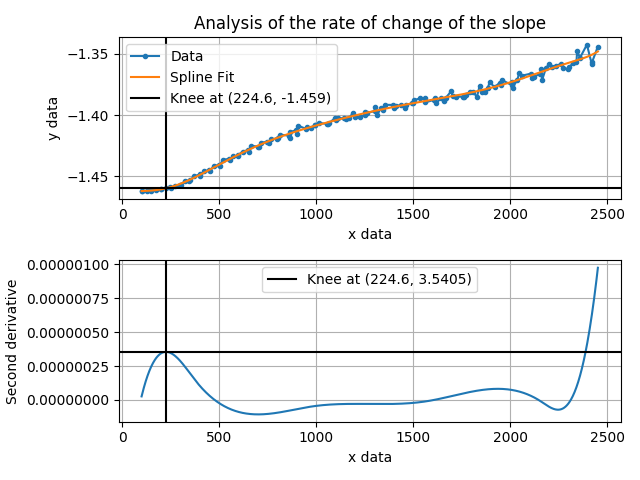 Analysis of the rate of change of the slope
Data
Spline Fit
Knee at (224.6, -1.459)
−1.35
−1.40
−1.45
y data
0
500
1000
1500
2000
2500
x data
Knee at (224.6, 3.5405)
0.00000100
0.00000075
0.00000050
0.00000025
0.00000000
Second derivative
0
500
1000
1500
2000
2500
x data